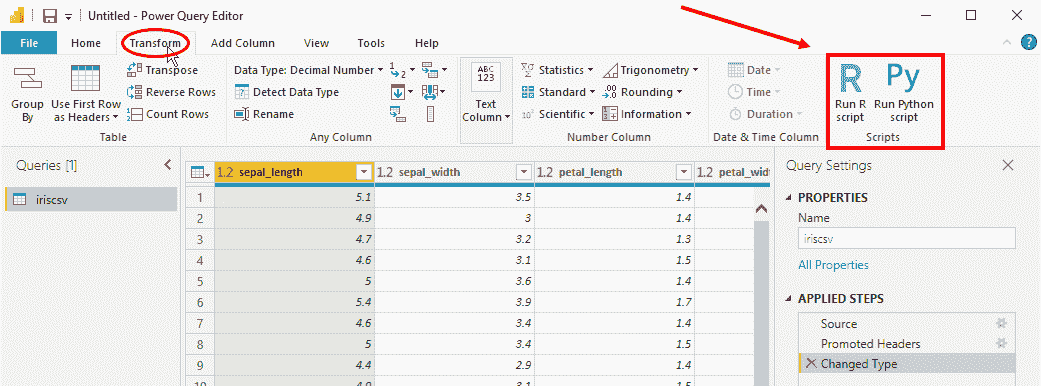 Untitled - Power Query Editor
File Home Transform Add Column View Tools Help
Group By
Use First Row as Headers
Transpose
Reverse Rows
Count Rows
Table
Data Type: Decimal Number
Detect Data Type
Rename
Any Column
ABC
123
Text Column
Statistics
Standard
Scientific
Trigonometry
Rounding
Information
Number Column
Date
Time
Duration
Date & Time Column
R
Run R script
Py
Run Python script
Scripts
Queries [1]
iriscsv
1.2 sepal_length 1.2 sepal_width 1.2 petal_length 1.2 petal_widt
1 5.1 3.5 1.4
2 4.9 3 1.4
3 4.7 3.2 1.3
4 4.6 3.1 1.5
5 5 3.6 1.4
6 5.4 3.9 1.7
7 4.6 3.4 1.4
8 5 3.4 1.5
9 4.4 2.9 1.4
10 4.9 3.1 1.5
Query Settings
PROPERTIES
Name
iriscsv
All Properties
APPLIED STEPS
Source
Promoted Headers
Changed Type